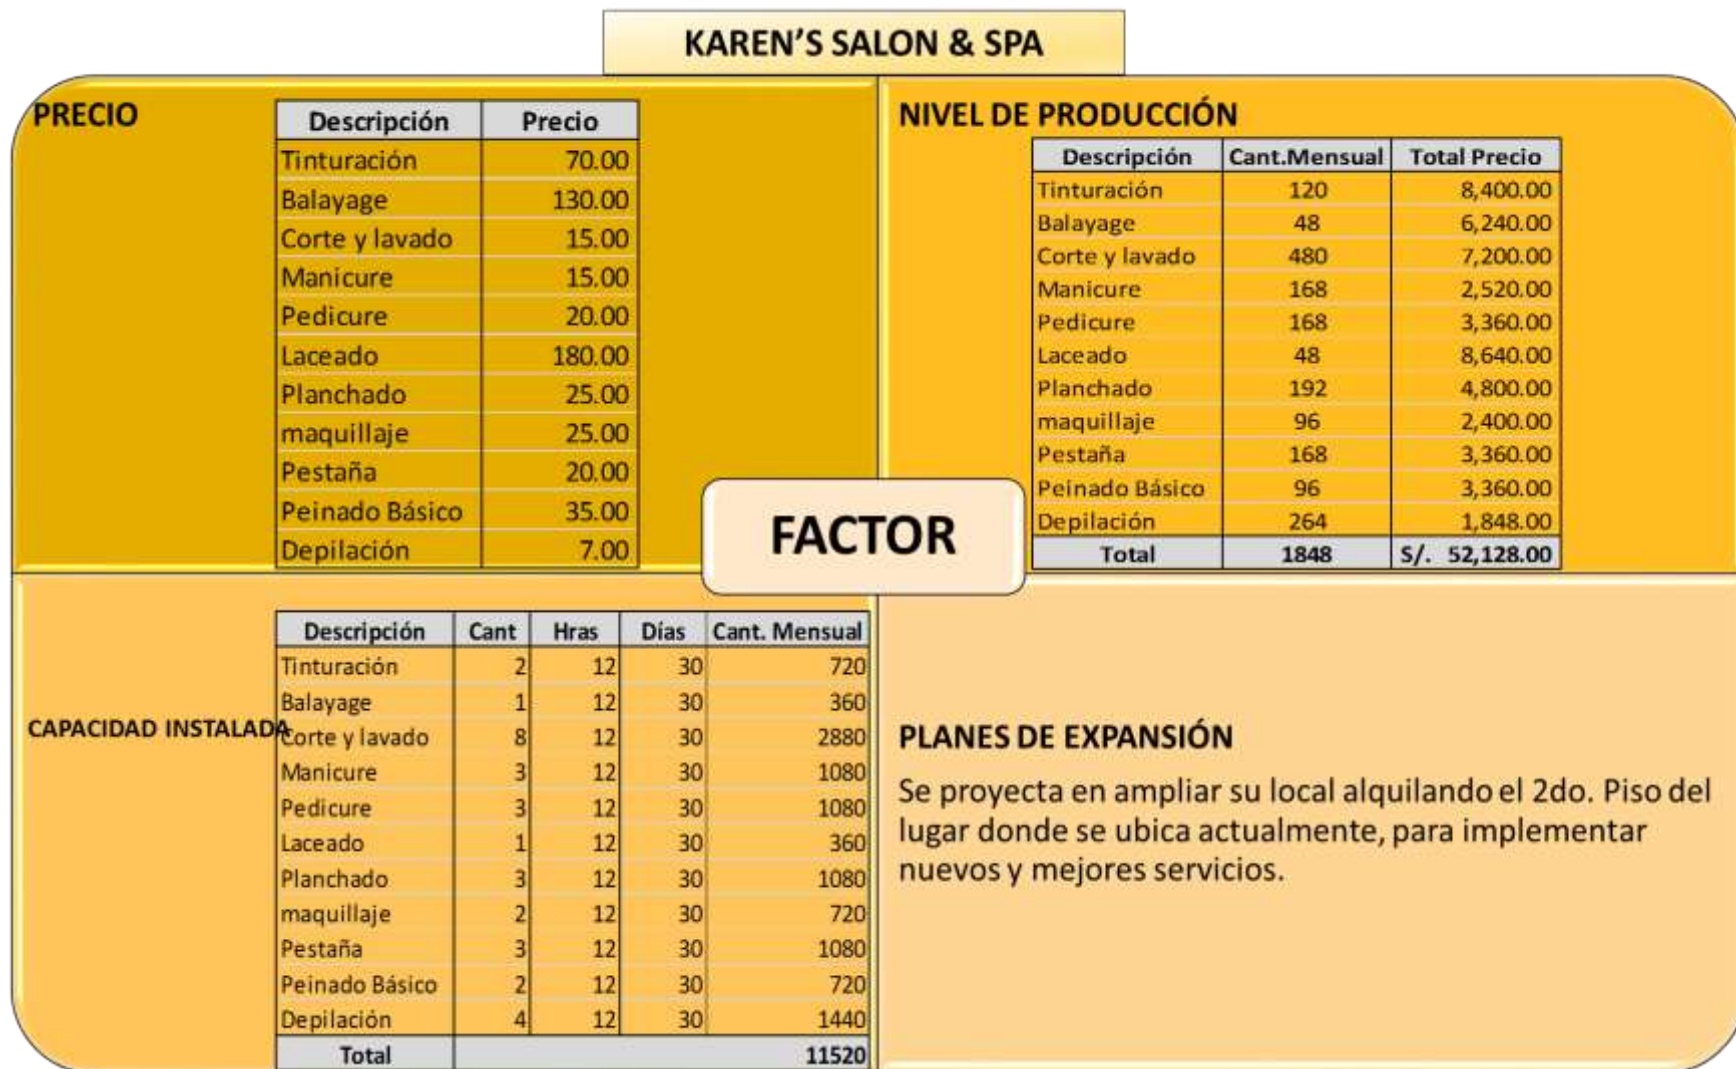 KAREN'S SALON & SPA
PRECIO
Descripción Precio
Tinturación 70.00
Balayage 130.00
Corte y lavado 15.00
Manicure 15.00
Pedicure 20.00
Laceado 180.00
Planchado 25.00
maquillaje 25.00
Pestaña 20.00
Peinado Básico 35.00
Depilación 7.00
NIVEL DE PRODUCCIÓN
Descripción Cant.Mensual Total Precio
Tinturación 120 8,400.00
Balayage 48 6,240.00
Corte y lavado 480 7,200.00
Manicure 168 2,520.00
Pedicure 168 3,360.00
Laceado 48 8,640.00
Planchado 192 4,800.00
maquillaje 96 2,400.00
Pestaña 168 3,360.00
Peinado Básico 96 3,360.00
Depilación 264 1,848.00
Total 1848 S/. 52,128.00
FACTOR
CAPACIDAD INSTALADA
Descripción Cant Hras Días Cant. Mensual
Tinturación 2 12 30 720
Balayage 1 12 30 360
Corte y lavado 8 12 30 2880
Manicure 3 12 30 1080
Pedicure 3 12 30 1080
Laceado 1 12 30 360
Planchado 3 12 30 1080
maquillaje 2 12 30 720
Pestaña 3 12 30 1080
Peinado Básico 2 12 30 720
Depilación 4 12 30 1440
Total 11520
PLANES DE EXPANSIÓN
Se proyecta en ampliar su local alquilando el 2do. Piso del
lugar donde se ubica actualmente, para implementar
nuevos y mejores servicios.